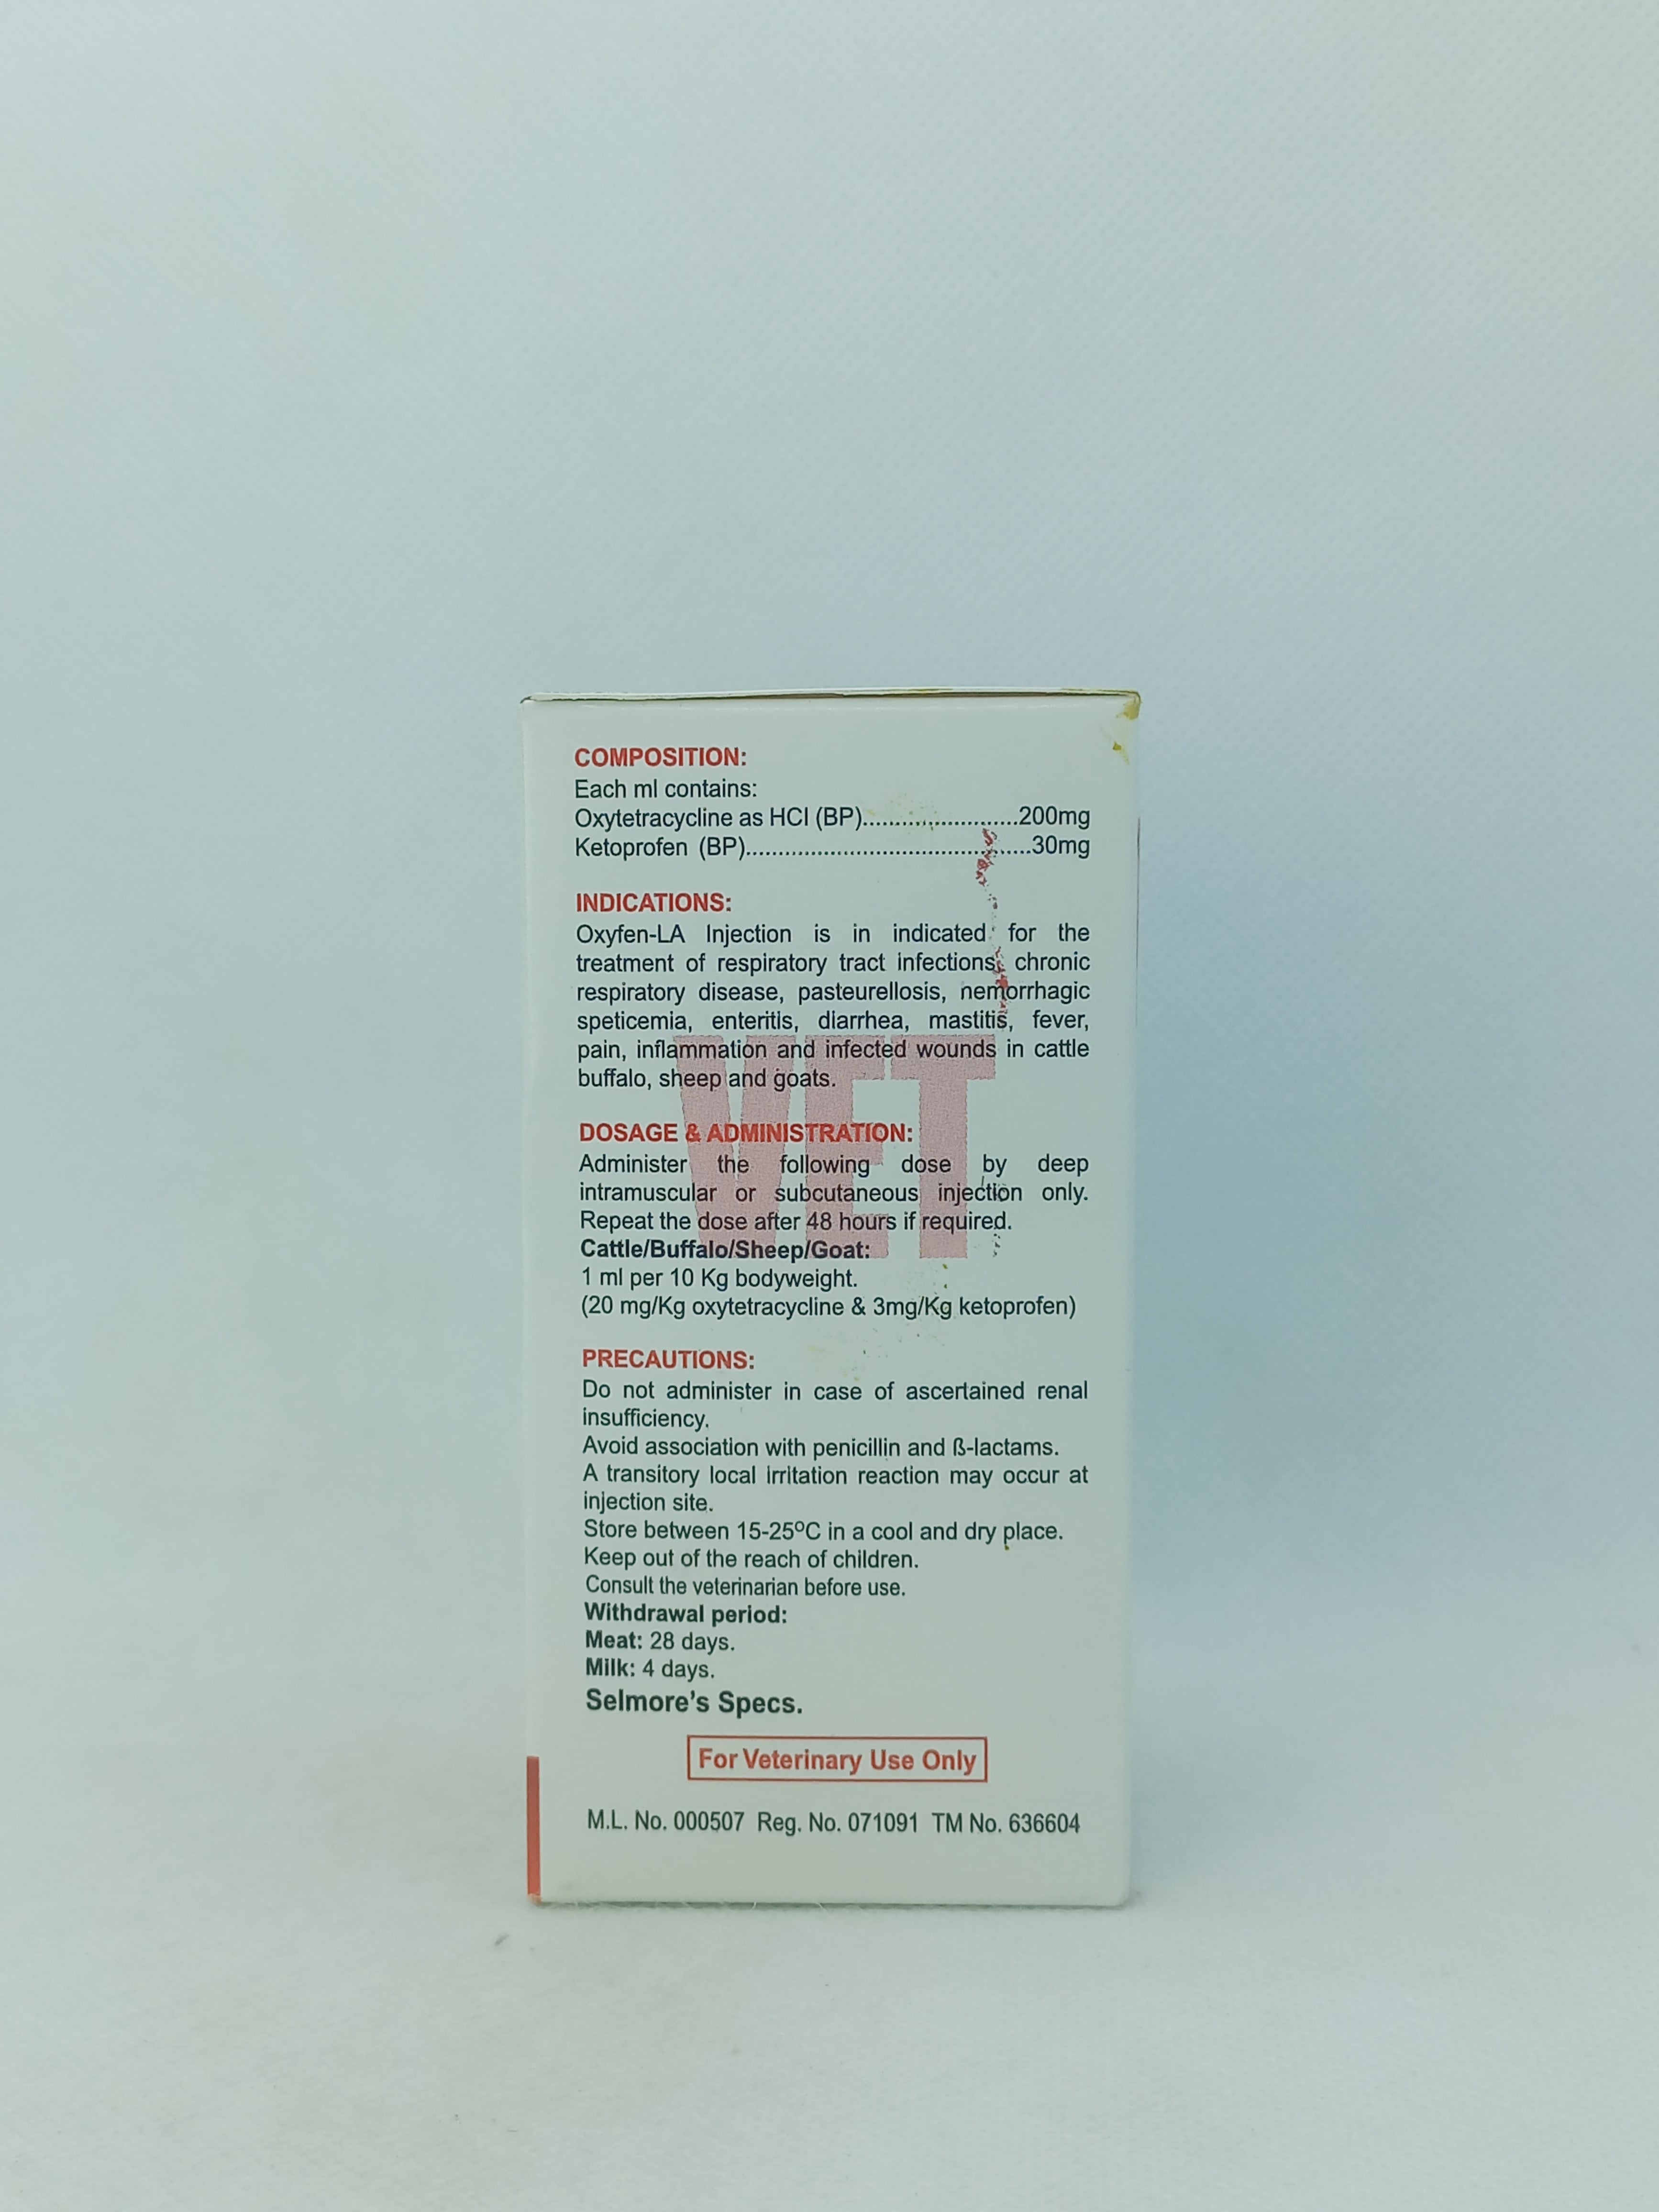 COMPOSITION:
Each ml contains:
Oxytetracycline as HCl (BP)........................200mg
Ketoprofen (BP)............................................30mg
INDICATIONS:
Oxyfen-LA Injection is in indicated for the
treatment of respiratory tract infections, chronic
respiratory disease, pasteurellosis, nemorrhagic
speticemia, enteritis, diarrhea, mastitis, fever,
pain, inflammation and infected wounds in cattle
buffalo, sheep and goats.
VET
DOSAGE & ADMINISTRATION:
Administer the following dose by deep
intramuscular or subcutaneous injection only.
Repeat the dose after 48 hours if required.
Cattle/Buffalo/Sheep/Goat:
1 ml per 10 Kg bodyweight.
(20 mg/Kg oxytetracycline & 3mg/Kg ketoprofen)
PRECAUTIONS:
Do not administer in case of ascertained renal
insufficiency.
Avoid association with penicillin and ß-lactams.
A transitory local irritation reaction may occur at
injection site.
Store between 15-25ºC in a cool and dry place.
Keep out of the reach of children.
Consult the veterinarian before use.
Withdrawal period:
Meat: 28 days.
Milk: 4 days.
Selmore's Specs.
For Veterinary Use Only
M.L. No. 000507 Reg. No. 071091 TM No. 636604